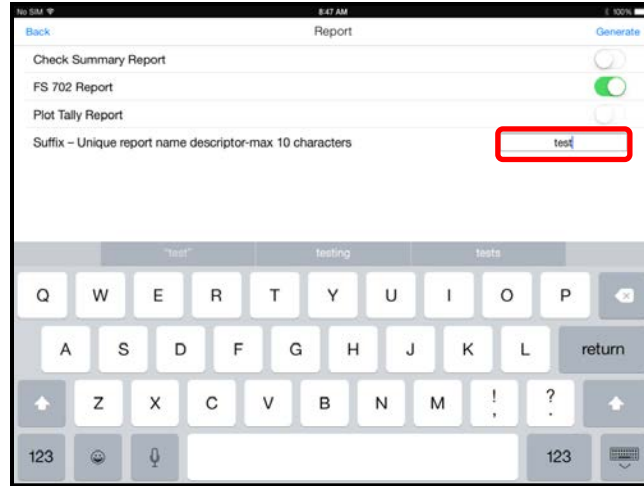 No SIM 8:47 AM 100%
Back Report Generate
Check Summary Report
FS 702 Report
Plot Tally Report
Suffix – Unique report name descriptor-max 10 characters test
"test" testing tests
Q W E R T Y U I O P
A S D F G H J K L return
Z X C V B N M ! , ? .
123 123